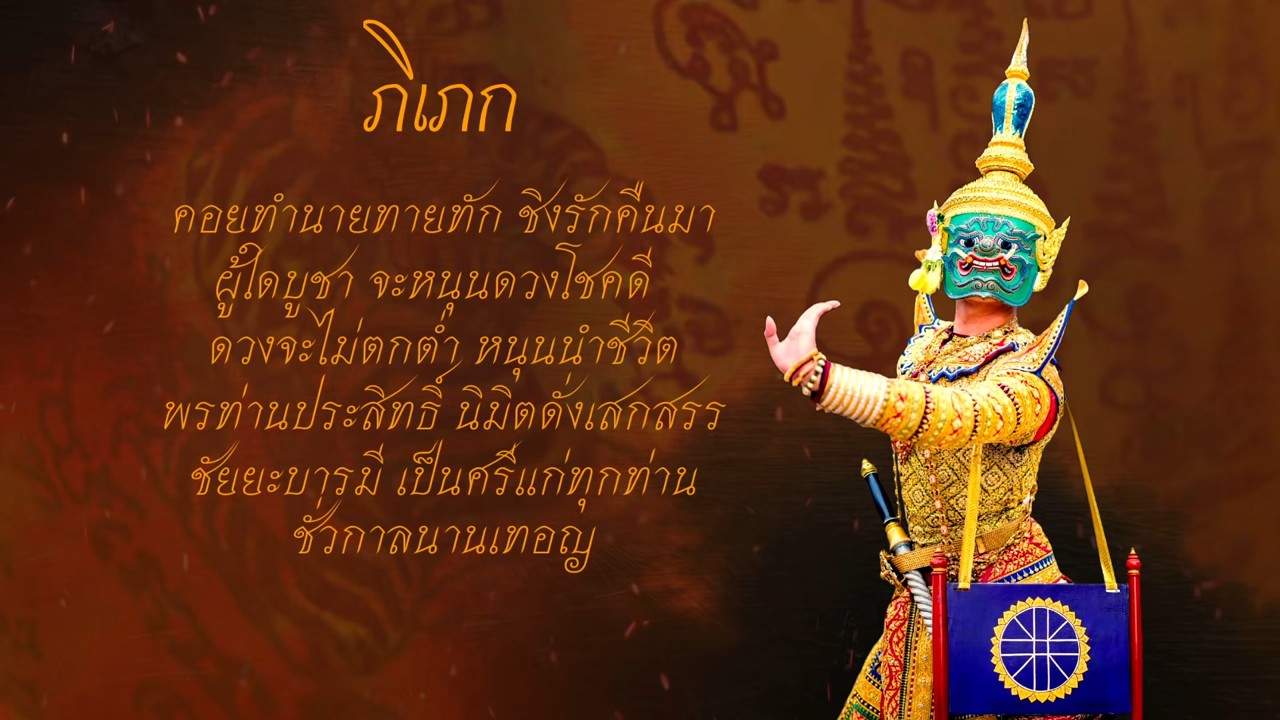 ภิเภก
คอยทำนายทายทัก ชิงรักคืนมา
ผู้ใดบูชา จะหนุนดวงโชคดี
ดวงจะไม่ตกต่ำ หนุนนำชีวิต
พรท่านประสิทธิ์ นิมิตดั่งเสกสรร
ชัยยะบารมี เป็นศรีแก่ทุกท่าน
ชั่วกาลนานเทอญ